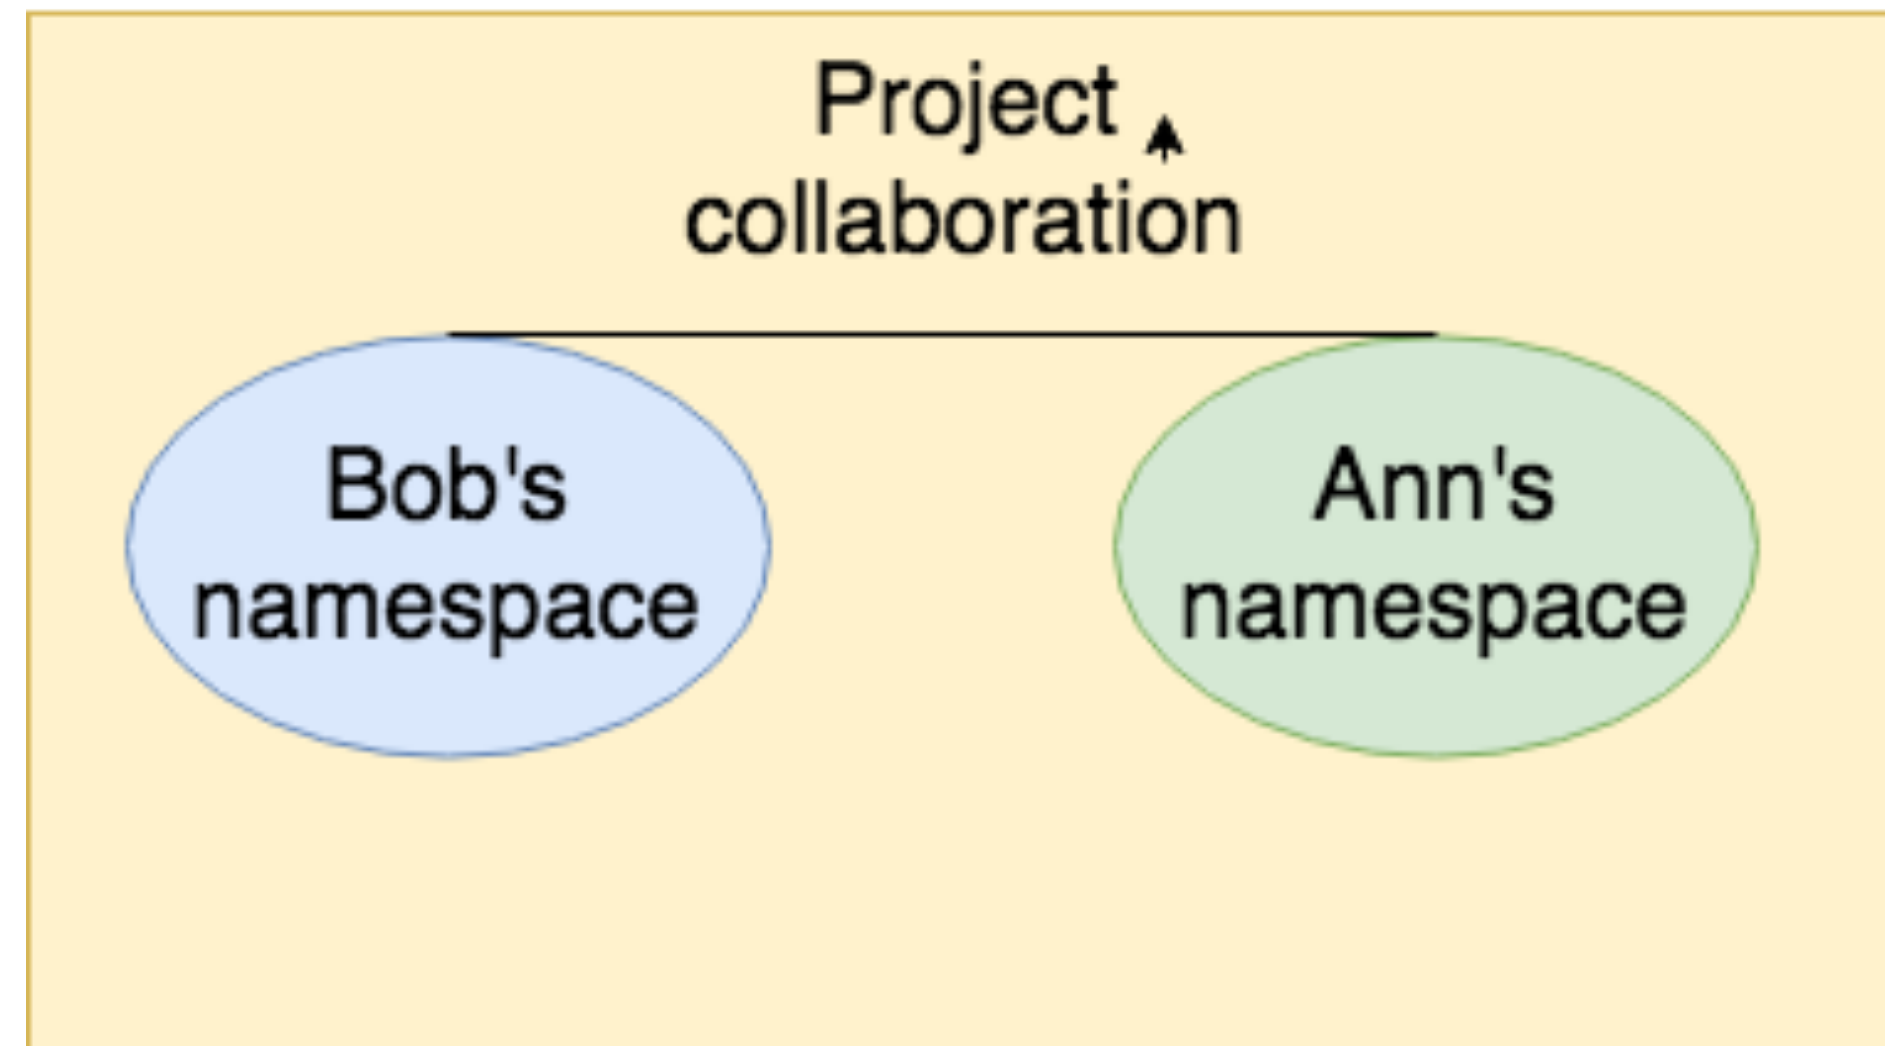 Project
collaboration
Bob's
namespace
Ann's
namespace